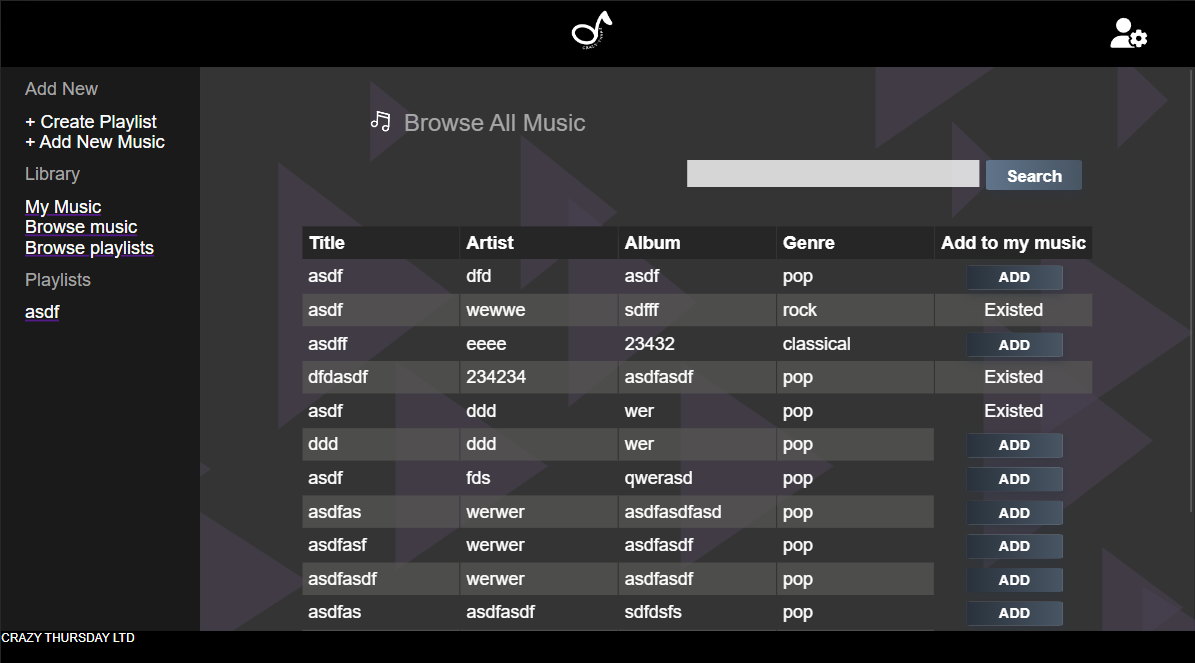 Add New
+ Create Playlist
+ Add New Music
Library
My Music
Browse music
Browse playlists
Playlists
asdf
Browse All Music
Search
Title Artist Album Genre Add to my music
asdf dfd asdf pop ADD
asdf wewwe sdfff rock Existed
asdff eeee 23432 classical ADD
dfdasdf 234234 asdfasdf pop Existed
asdf ddd wer pop Existed
ddd ddd wer pop ADD
asdf fds qwerasd pop ADD
asdfas werwer asdfasdfasd pop ADD
asdfasf werwer asdfasdf pop ADD
asdfasdf werwer asdfasdf pop ADD
asdfas asdfasdf sdfdsfs pop ADD
CRAZY THURSDAY LTD